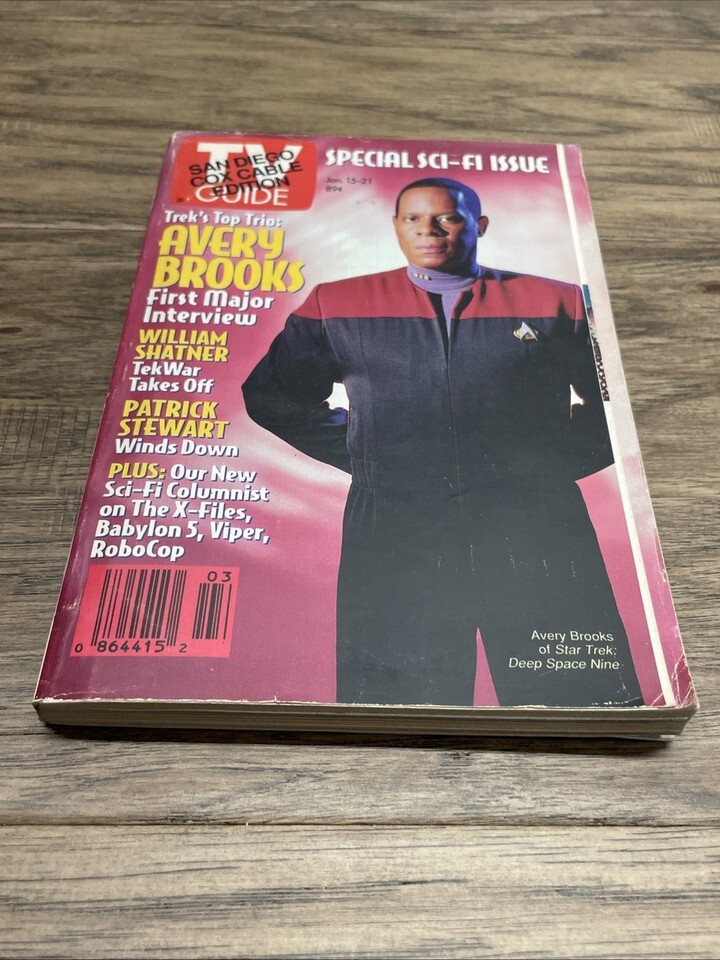 TV
GUIDE
SAN DIEGO
COX CABLE
EDITION
SPECIAL SCI-FI ISSUE
Jan. 15-21
89¢
Trek's Top Trio:
AVERY
BROOKS
First Major
Interview
WILLIAM
SHATNER
TekWar
Takes Off
PATRICK
STEWART
Winds Down
PLUS: Our New
Sci-Fi Columnist
on The X-Files,
Babylon 5, Viper,
RoboCop
03
0 864415 2
Avery Brooks
of Star Trek:
Deep Space Nine